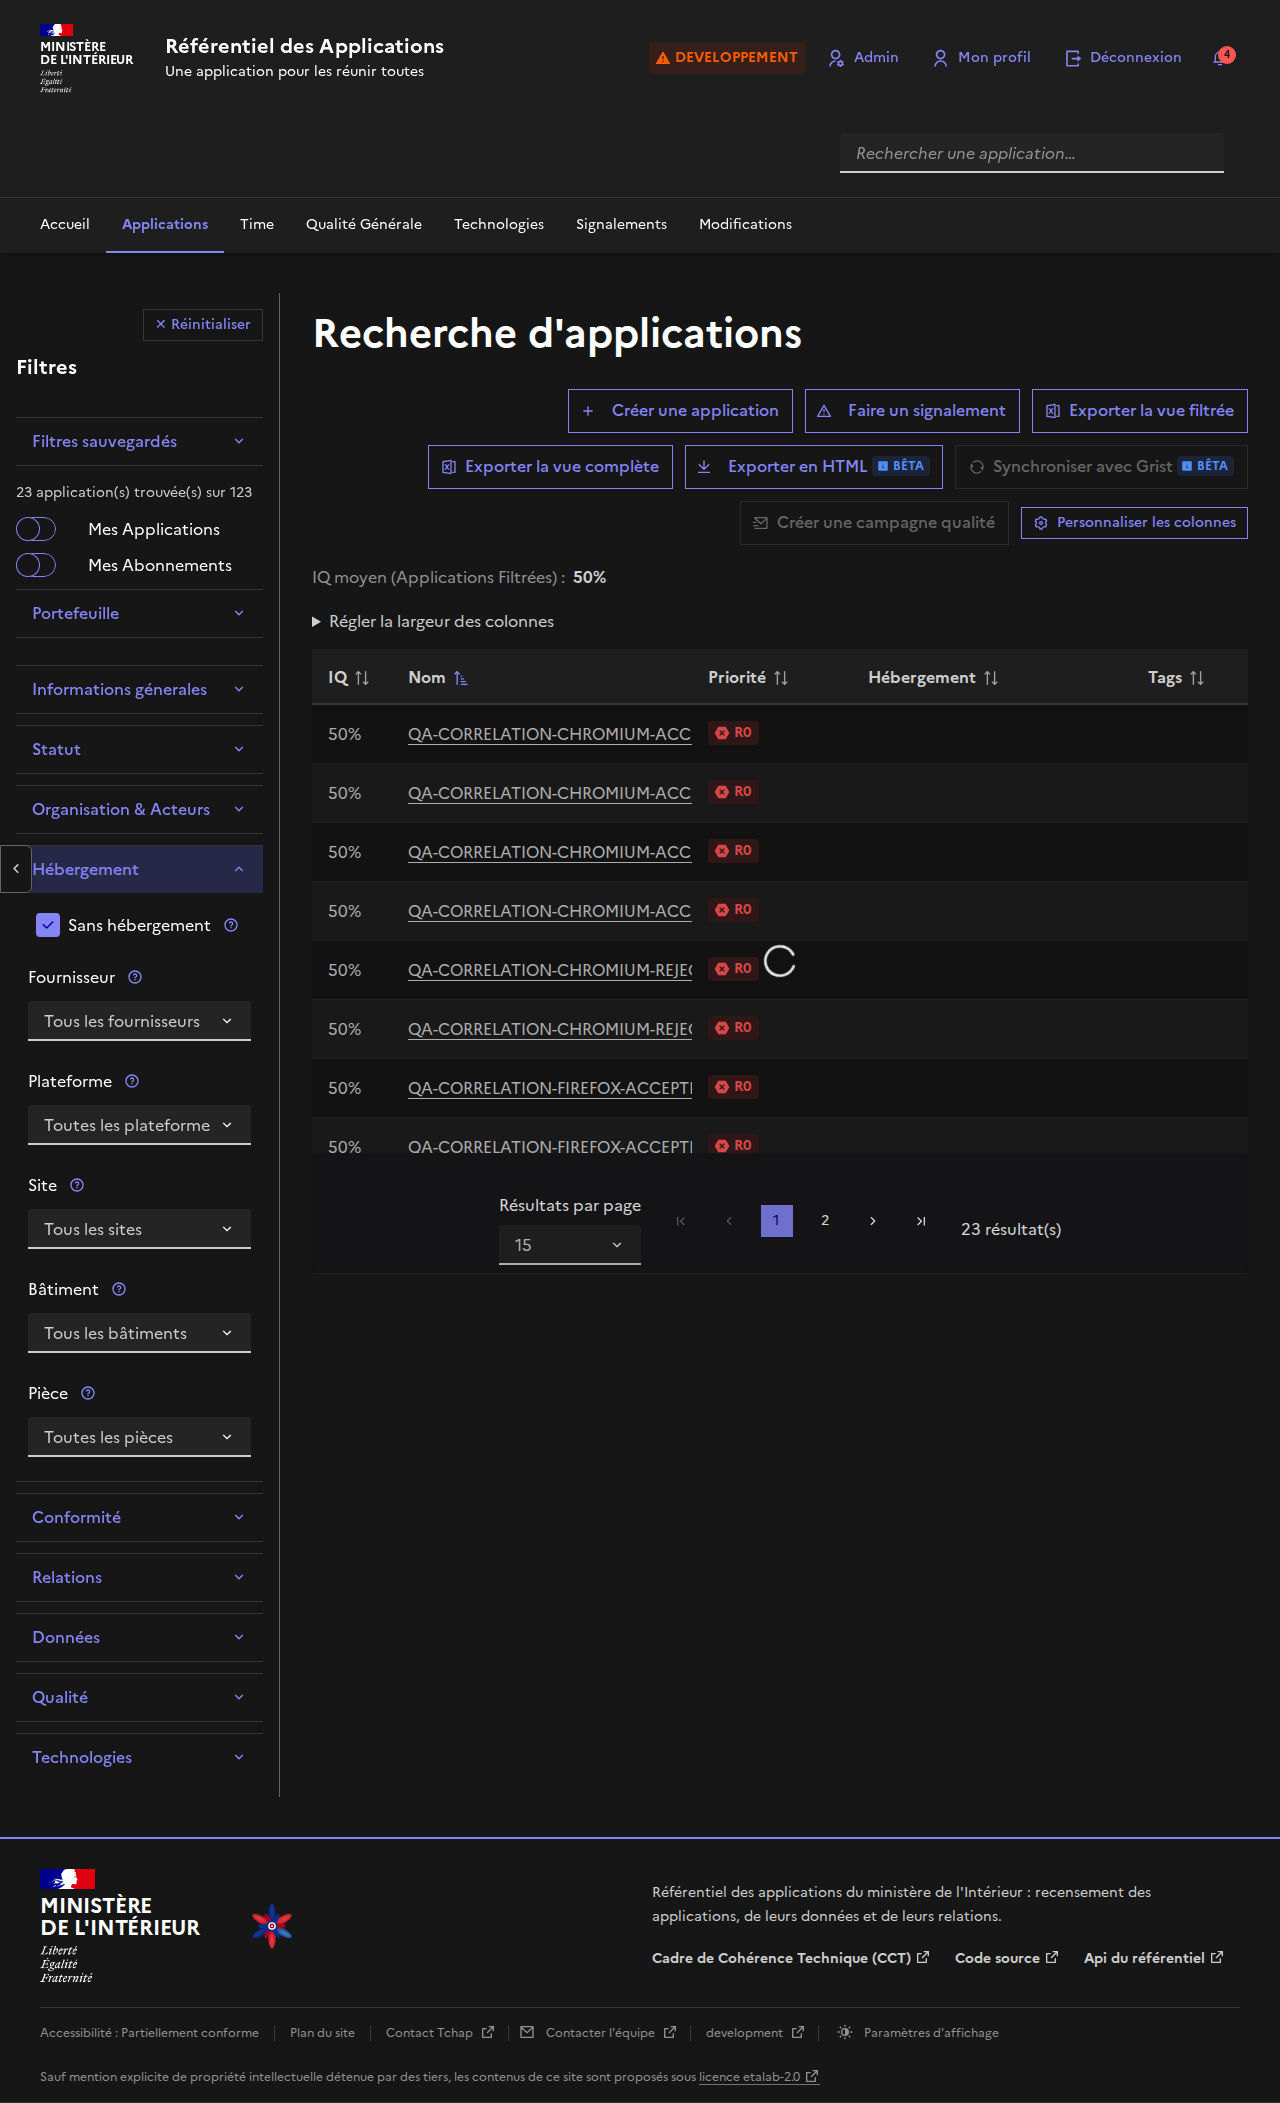 MINISTÈRE
DE L'INTÉRIEUR
Liberté
Égalité
Fraternité
Référentiel des Applications
Une application pour les réunir toutes
DEVELOPPEMENT
Admin
Mon profil
Déconnexion
4
Rechercher une application...
Accueil
Applications
Time
Qualité Générale
Technologies
Signalements
Modifications
Réinitialiser
Filtres
Filtres sauvegardés
23 application(s) trouvée(s) sur 123
Mes Applications
Mes Abonnements
Portefeuille
Informations génerales
Statut
Organisation & Acteurs
Hébergement
Sans hébergement
Fournisseur
Tous les fournisseurs
Plateforme
Toutes les plateforme
Site
Tous les sites
Bâtiment
Tous les bâtiments
Pièce
Toutes les pièces
Conformité
Relations
Données
Qualité
Technologies
Recherche d'applications
Créer une application
Faire un signalement
Exporter la vue filtrée
Exporter la vue complète
Exporter en HTML BÊTA
Synchroniser avec Grist BÊTA
Créer une campagne qualité
Personnaliser les colonnes
IQ moyen (Applications Filtrées) : 50%
Régler la largeur des colonnes
IQ Nom Priorité Hébergement Tags
50% QA-CORRELATION-CHROMIUM-ACC R0
50% QA-CORRELATION-CHROMIUM-ACC R0
50% QA-CORRELATION-CHROMIUM-ACC R0
50% QA-CORRELATION-CHROMIUM-ACC R0
50% QA-CORRELATION-CHROMIUM-REJEC R0
50% QA-CORRELATION-CHROMIUM-REJEC R0
50% QA-CORRELATION-FIREFOX-ACCEPTE R0
50% QA-CORRELATION-FIREFOX-ACCEPTE R0
Résultats par page
15
1
2
23 résultat(s)
MINISTÈRE
DE L'INTÉRIEUR
Liberté
Égalité
Fraternité
Référentiel des applications du ministère de l'Intérieur : recensement des
applications, de leurs données et de leurs relations.
Cadre de Cohérence Technique (CCT)
Code source
Api du référentiel
Accessibilité : Partiellement conforme
Plan du site
Contact Tchap
Contacter l'équipe
development
Paramètres d'affichage
Sauf mention explicite de propriété intellectuelle détenue par des tiers, les contenus de ce site sont proposés sous licence etalab-2.0